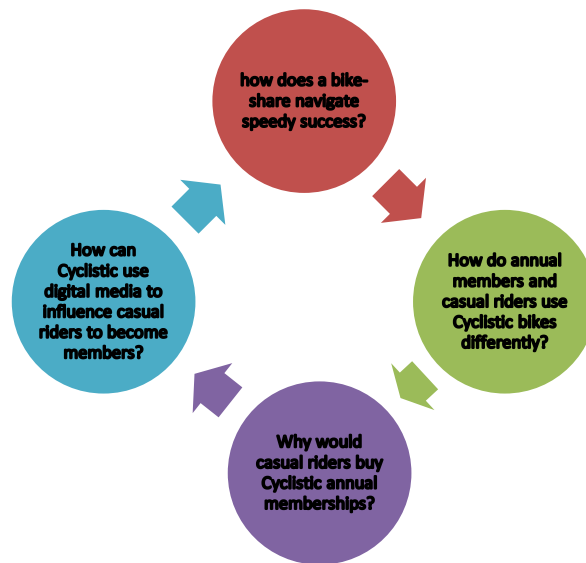 how does a bike-
share navigate
speedy success?
How do annual
members and
casual riders use
Cyclistic bikes
differently?
Why would
casual riders buy
Cyclistic annual
memberships?
How can
Cyclistic use
digital media to
influence casual
riders to become
members?